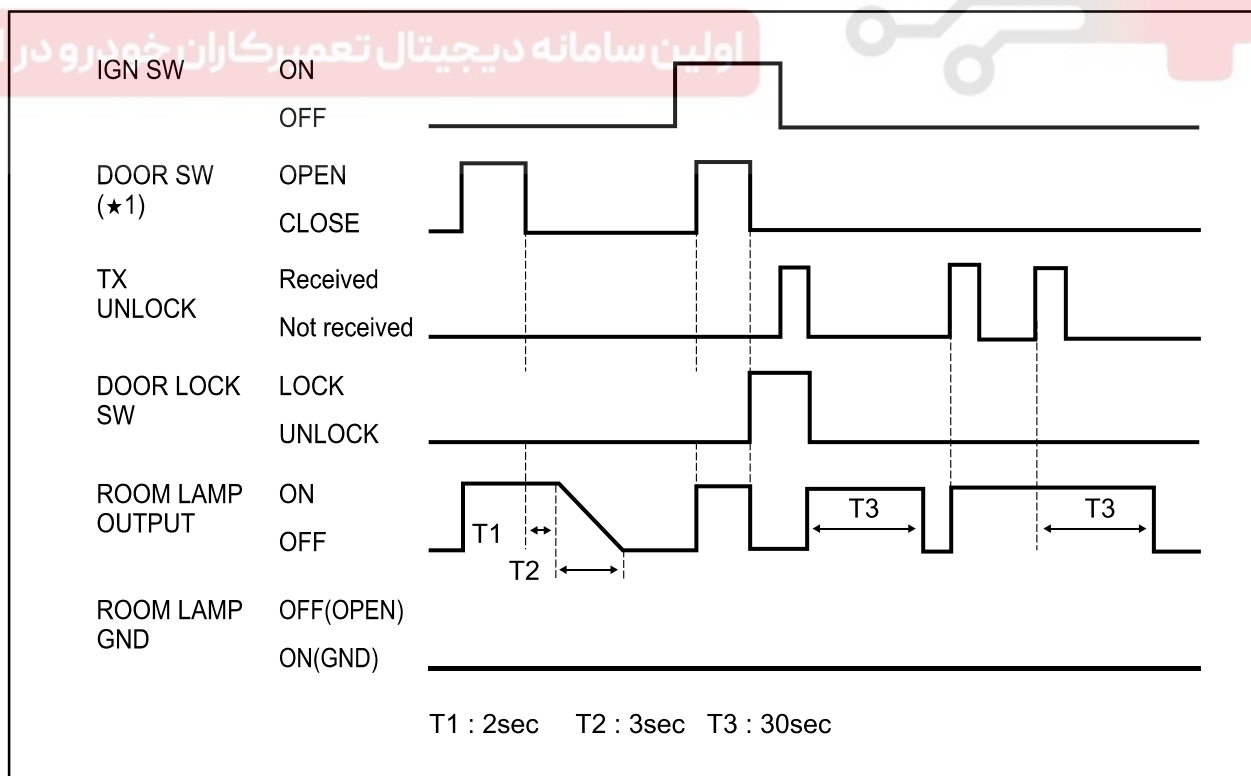 اولین سامانه دیجیتال تعمیرکاران خودرو در
IGN SW ON
OFF
DOOR SW OPEN
(★1) CLOSE
TX Received
UNLOCK
Not received
DOOR LOCK LOCK
SW
UNLOCK
ROOM LAMP ON
OUTPUT
OFF
T1
T2
T3
T3
ROOM LAMP OFF(OPEN)
GND
ON(GND)
T1 : 2sec T2 : 3sec T3 : 30sec